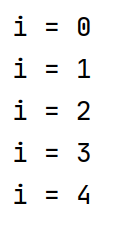 i = 0
i = 1
i = 2
i = 3
i = 4